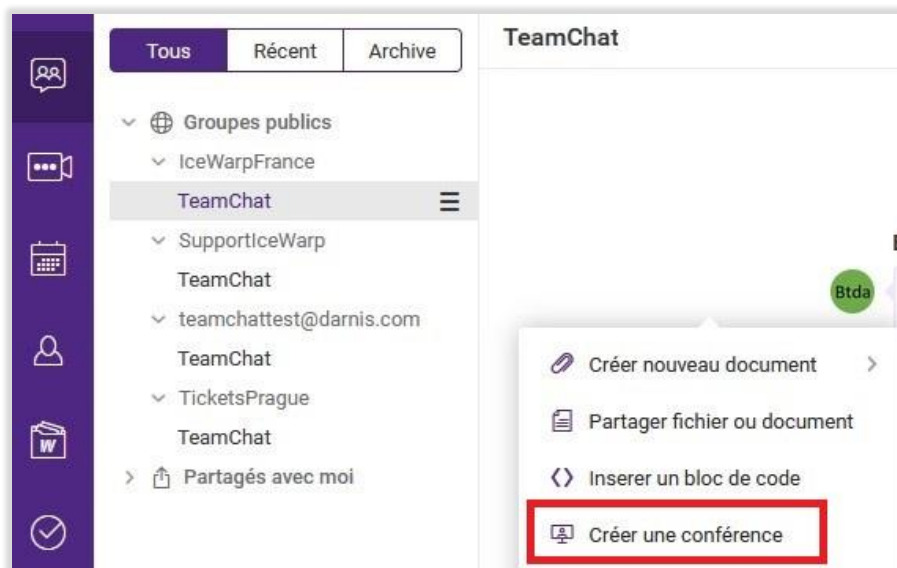 Tous Récent Archive
TeamChat
Groupes publics
IceWarpFrance
TeamChat
SupportIceWarp
TeamChat
teamchattest@darnis.com
TeamChat
TicketsPrague
TeamChat
Partagés avec moi
Btda
Créer nouveau document
Partager fichier ou document
Inserer un bloc de code
Créer une conférence
W